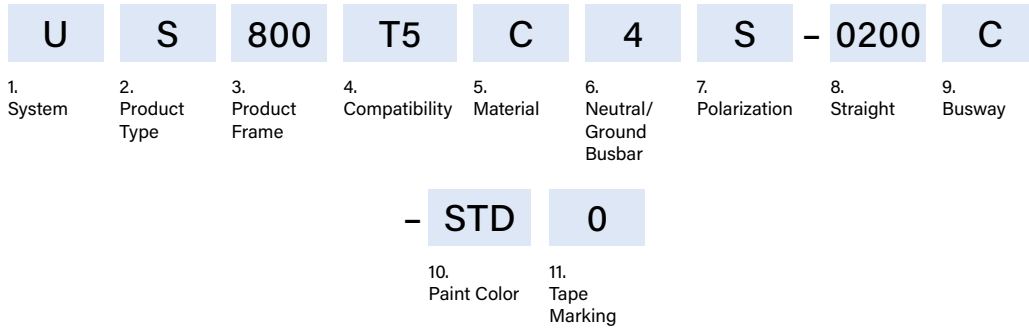 U S 800 T5 C 4 S – 0200 C
1. 2. 3. 4. 5. 6. 7. 8. 9.
System Product Product Compatibility Material Neutral/ Polarization Straight Busway
Type Frame Ground
Busbar
– STD 0
10. 11.
Paint Color Tape
Marking